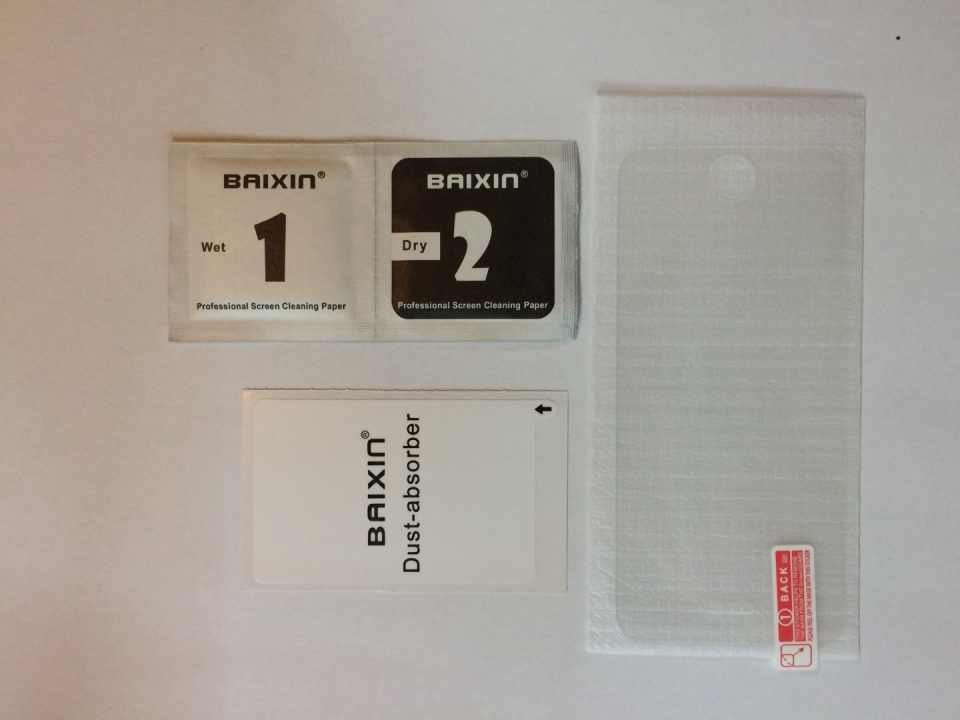 BAIXIN®
Wet
1
Professional Screen Cleaning Paper
BAIXIN®
Dry
2
Professional Screen Cleaning Paper
BAIXIN®
Dust-absorber
1 BACK